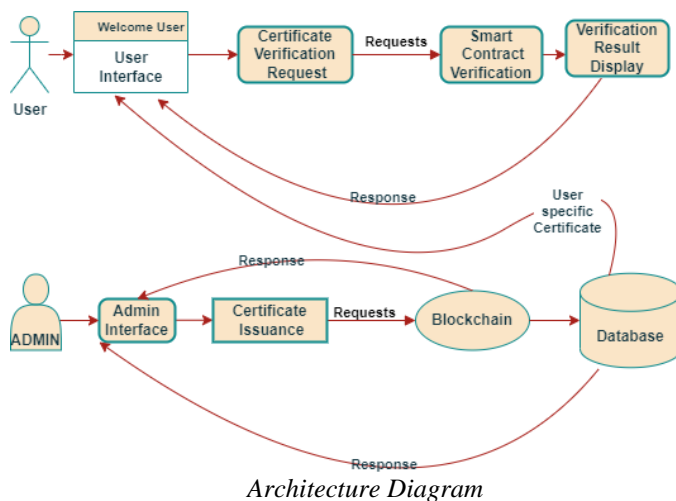 Welcome User
User
Interface
User
Certificate
Verification
Request
Requests
Smart
Contract
Verification
Verification
Result
Display
Response
User
specific
Certificate
Response
ADMIN
Admin
Interface
Certificate
Issuance
Requests
Blockchain
Database
Response
Architecture Diagram